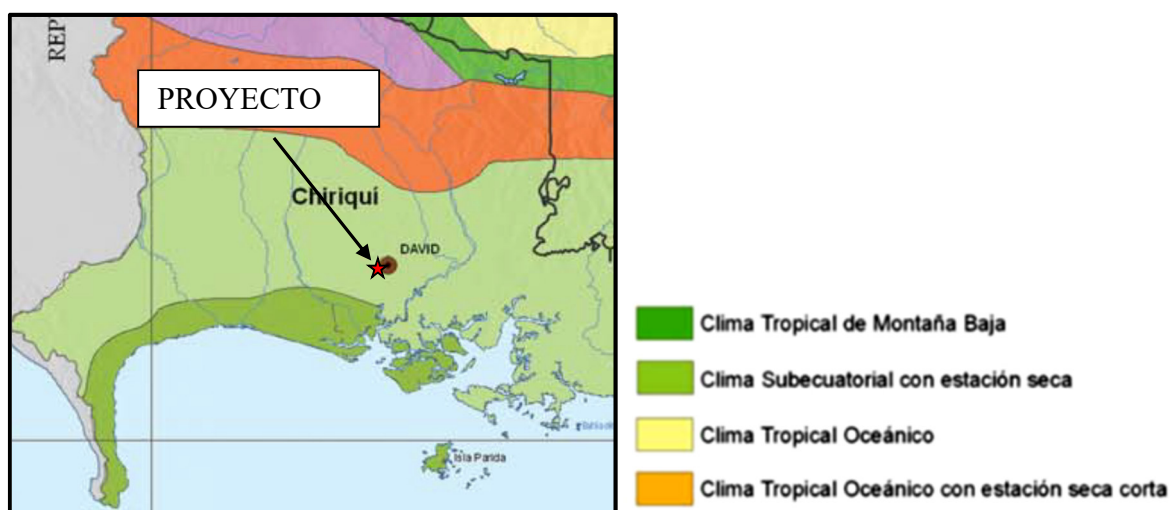 REP
PROYECTO
Chiriquí
DAVID
Isla Parida
Clima Tropical de Montaña Baja
Clima Subecuatorial con estación seca
Clima Tropical Oceánico
Clima Tropical Oceánico con estación seca corta